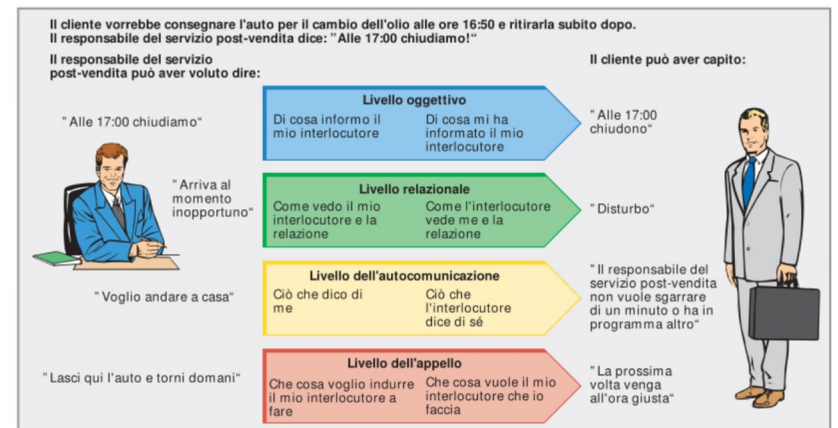 Il cliente vorrebbe consegnare l'auto per il cambio dell'olio alle ore 16:50 e ritirarla subito dopo.
Il responsabile del servizio post-vendita dice: "Alle 17:00 chiudiamo!“
Il responsabile del servizio
post-vendita può aver voluto dire:
Il cliente può aver capito:
"Alle 17:00 chiudiamo“
Livello oggettivo
Di cosa informo il
mio interlocutore
Di cosa mi ha
informato il mio
interlocutore
"Alle 17:00
chiudono“
"Arriva al
momento
inopportuno“
Livello relazionale
Come vedo il mio
interlocutore e la
relazione
Come l'interlocutore
vede me e la
relazione
"Disturbo“
"Voglio andare a casa“
Livello dell'autocomunicazione
Ciò che dico di
me
Ciò che
l'interlocutore
dice di sé
"Il responsabile del
servizio post-vendita
non vuole sgarrare
di un minuto o ha in
programma altro“
"Lasci qui l'auto e torni domani“
Livello dell'appello
Che cosa voglio indurre
il mio interlocutore a
fare
Che cosa vuole il mio
interlocutore che io
faccia
"La prossima
volta venga
all'ora giusta“